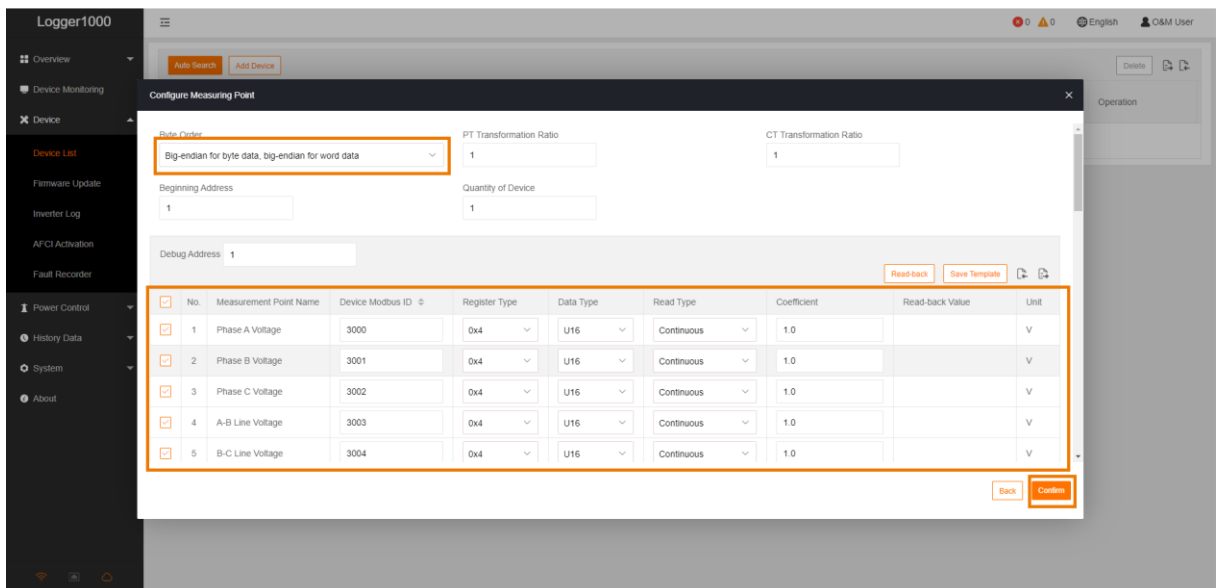 Logger1000
0 0 English O&M User
Overview
Device Monitoring
Device
Device List
Firmware Update
Inverter Log
AFCI Activation
Fault Recorder
Power Control
History Data
System
About
Auto Search Add Device Delete
Operation
Configure Measuring Point
Byte Order PT Transformation Ratio CT Transformation Ratio
Big-endian for byte data, big-endian for word data 1 1
Beginning Address Quantity of Device
1 1
Debug Address 1
Read-back Save Template
No. Measurement Point Name Device Modbus ID Register Type Data Type Read Type Coefficient Read-back Value Unit
1 Phase A Voltage 3000 0x4 U16 Continuous 1.0 V
2 Phase B Voltage 3001 0x4 U16 Continuous 1.0 V
3 Phase C Voltage 3002 0x4 U16 Continuous 1.0 V
4 A-B Line Voltage 3003 0x4 U16 Continuous 1.0 V
5 B-C Line Voltage 3004 0x4 U16 Continuous 1.0 V
Back Confirm